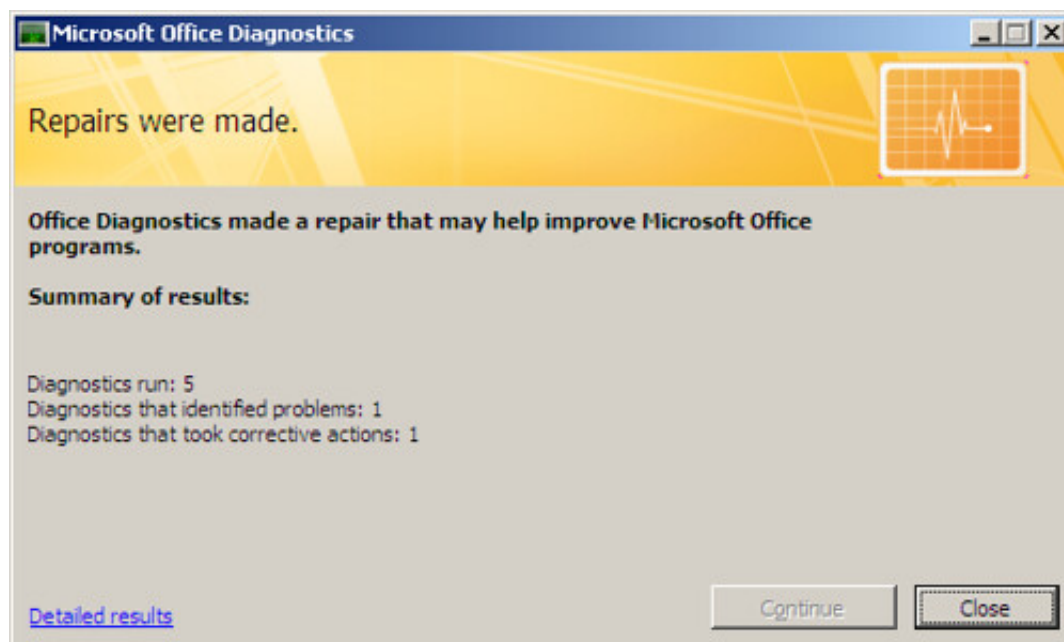 Microsoft Office Diagnostics
Repairs were made.
Office Diagnostics made a repair that may help improve Microsoft Office
programs.
Summary of results:
Diagnostics run: 5
Diagnostics that identified problems: 1
Diagnostics that took corrective actions: 1
Detailed results
Continue
Close